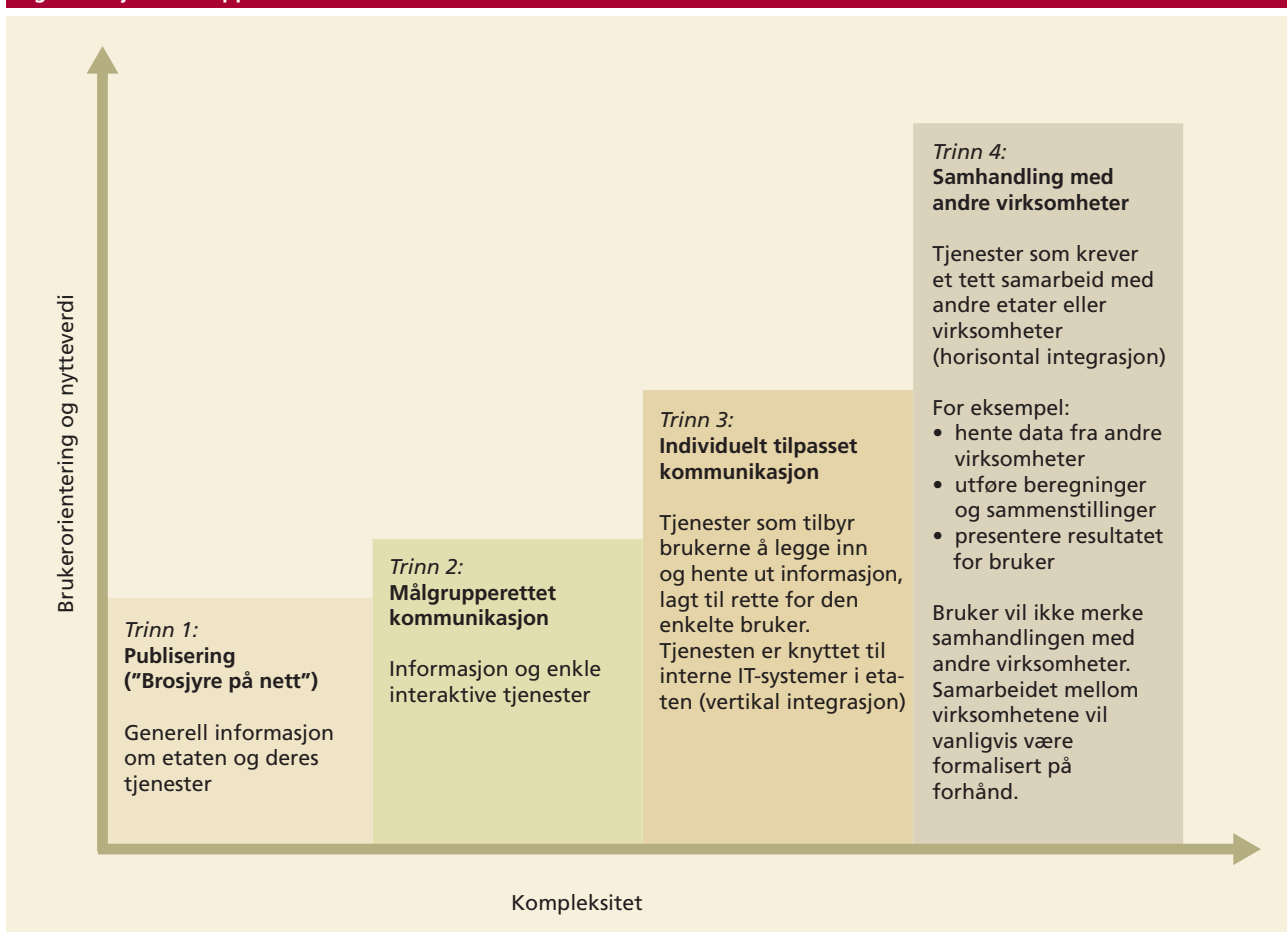 Brukerorientering og nytteverdi
Trinn 1:
Publisering
("Brosjyre på nett")
Generell informasjon
om etaten og deres
tjenester
Trinn 2:
Målgrupperettet
kommunikasjon
Informasjon og enkle
interaktive tjenester
Trinn 3:
Individuelt tilpasset
kommunikasjon
Tjenester som tilbyr
brukerne å legge inn
og hente ut informasjon,
lagt til rette for den
enkelte bruker.
Tjenesten er knyttet til
interne IT-systemer i eta-
ten (vertikal integrasjon)
Trinn 4:
Samhandling med
andre virksomheter
Tjenester som krever
et tett samarbeid med
andre etater eller
virksomheter
(horisontal integrasjon)
For eksempel:
• hente data fra andre
virksomheter
• utføre beregninger
og sammenstillinger
• presentere resultatet
for bruker
Bruker vil ikke merke
samhandlingen med
andre virksomheter.
Samarbeidet mellom
virksomhetene vil
vanligvis være
formalisert på
forhånd.
Kompleksitet